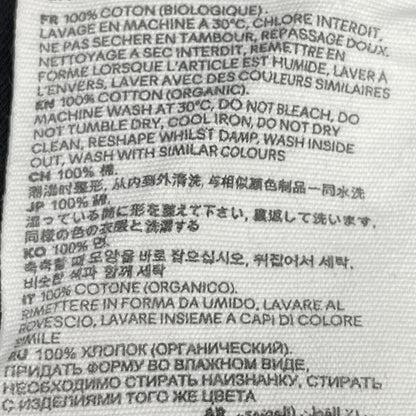 FR 100% COTON (BIOLOGIQUE).
LAVAGE EN MACHINE A 30°C, CHLORE INTERDIT,
NE PAS SECHER EN TAMBOUR, REPASSAGE DOUX,
NETTOYAGE A SEC INTERDIT, REMETTRE EN
FORME LORSQUE L'ARTICLE EST HUMIDE, LAVER A
L'ENVERS, LAVER AVEC DES COULEURS SIMILAIRES
EN 100% COTTON (ORGANIC).
MACHINE WASH AT 30°C, DO NOT BLEACH, DO
NOT TUMBLE DRY, COOL IRON, DO NOT DRY
CLEAN, RESHAPE WHILST DAMP, WASH INSIDE
OUT, WASH WITH SIMILAR COLOURS
CH 100% 棉.
潮湿时整形, 从内到外清洗, 与相似颜色制品一同水洗
JP 100% 綿.
湿っている間に形を整えて下さい, 裏返して洗います,
同様の色の衣服と洗濯する
KO 100% 면.
축축할 때 모양을 바로 잡으십시오, 뒤집어서 세탁,
비슷한 색과 함께 세탁
IT 100% COTONE (ORGANICO).
RIMETTERE IN FORMA DA UMIDO, LAVARE AL
ROVESCIO, LAVARE INSIEME A CAPI DI COLORE
SIMILE
RU 100% ХЛОПОК (ОРГАНИЧЕСКИЙ).
ПРИДАТЬ ФОРМУ ВО ВЛАЖНОМ ВИДЕ,
НЕОБХОДИМО СТИРАТЬ НАИЗНАНКУ, СТИРАТЬ
С ИЗДЕЛИЯМИ ТОГО ЖЕ ЦВЕТА
AR